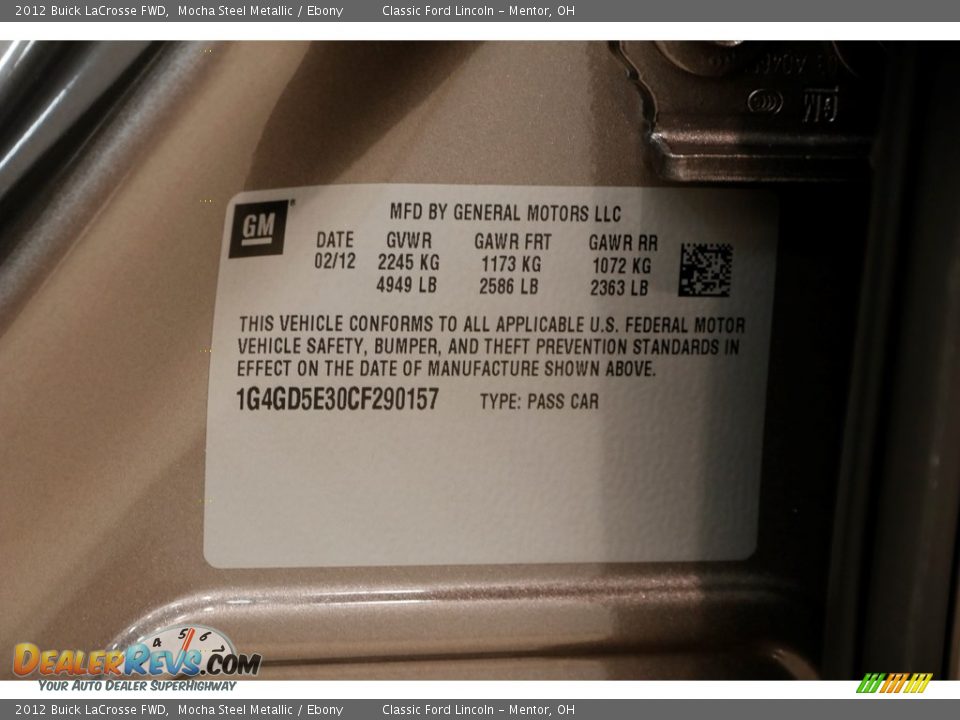 2012 Buick LaCrosse FWD, Mocha Steel Metallic / Ebony Classic Ford Lincoln - Mentor, OH
GM
GM
MFD BY GENERAL MOTORS LLC
DATE GVWR GAWR FRT GAWR RR
02/12 2245 KG 1173 KG 1072 KG
4949 LB 2586 LB 2363 LB
THIS VEHICLE CONFORMS TO ALL APPLICABLE U.S. FEDERAL MOTOR
VEHICLE SAFETY, BUMPER, AND THEFT PREVENTION STANDARDS IN
EFFECT ON THE DATE OF MANUFACTURE SHOWN ABOVE.
1G4GD5E30CF290157 TYPE: PASS CAR
4 5 6
DEALERREVS.COM
YOUR AUTO DEALER SUPERHIGHWAY
2012 Buick LaCrosse FWD, Mocha Steel Metallic / Ebony Classic Ford Lincoln - Mentor, OH